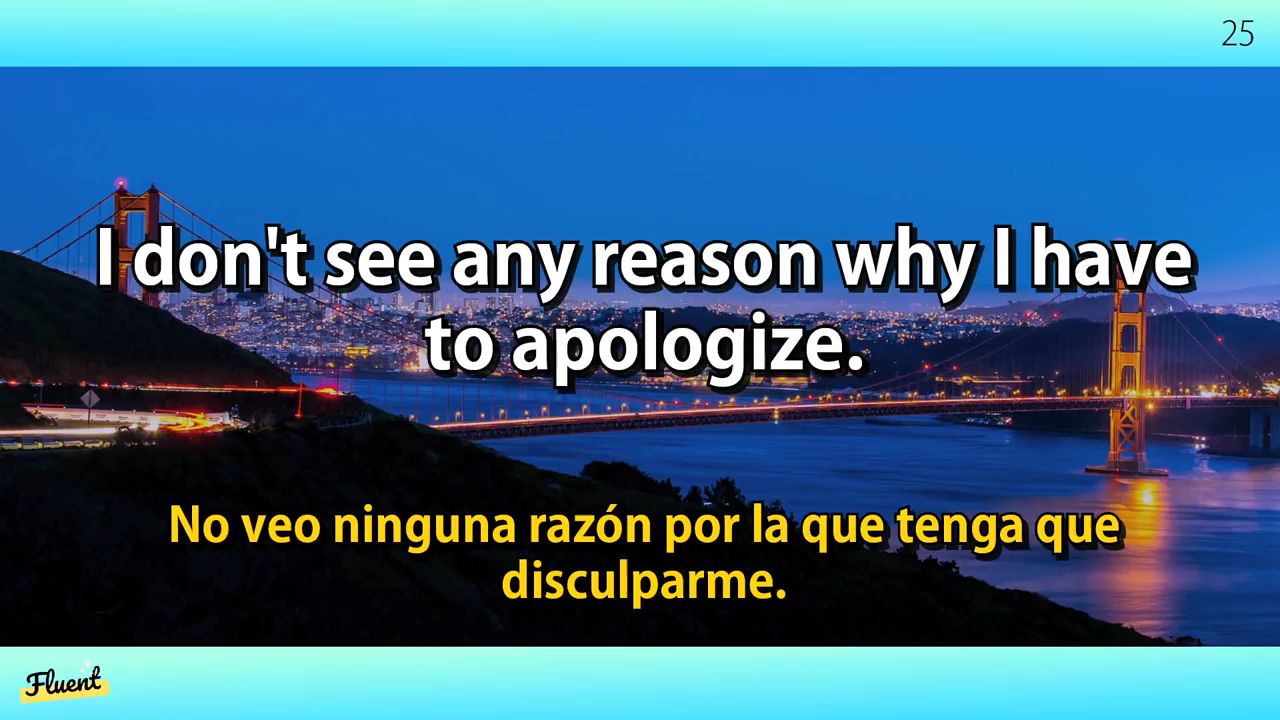 25
I don't see any reason why I have
to apologize.
No veo ninguna razón por la que tenga que
disculparme.
Fluent